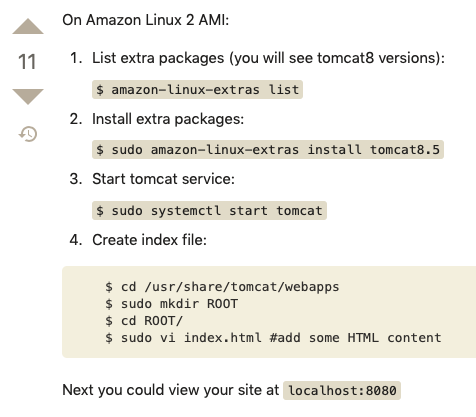 On Amazon Linux 2 AMI:
11
1. List extra packages (you will see tomcat8 versions):
$ amazon-linux-extras list
2. Install extra packages:
$ sudo amazon-linux-extras install tomcat8.5
3. Start tomcat service:
$ sudo systemctl start tomcat
4. Create index file:
$ cd /usr/share/tomcat/webapps
$ sudo mkdir ROOT
$ cd ROOT/
$ sudo vi index.html #add some HTML content
Next you could view your site at localhost:8080